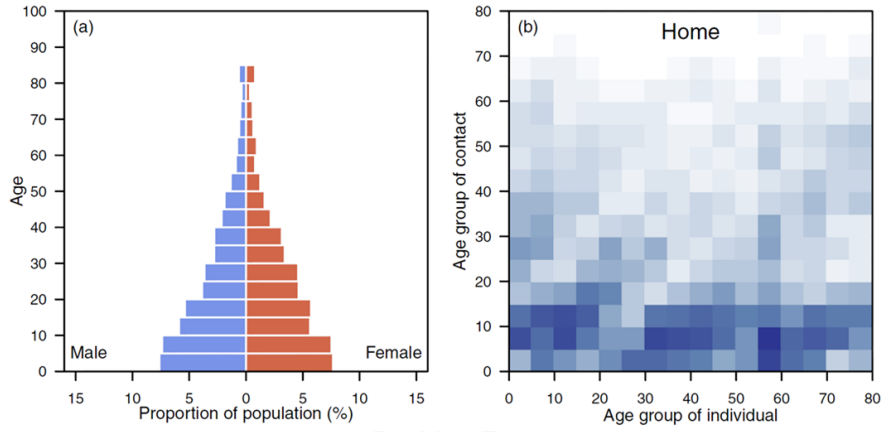 (a)
100
90
80
70
60
50
40
30
20
10
0
Age
Male
Female
15 10 5 0 5 10 15
Proportion of population (%)
(b)
Home
80
70
60
50
40
30
20
10
0
Age group of contact
0 10 20 30 40 50 60 70 80
Age group of individual